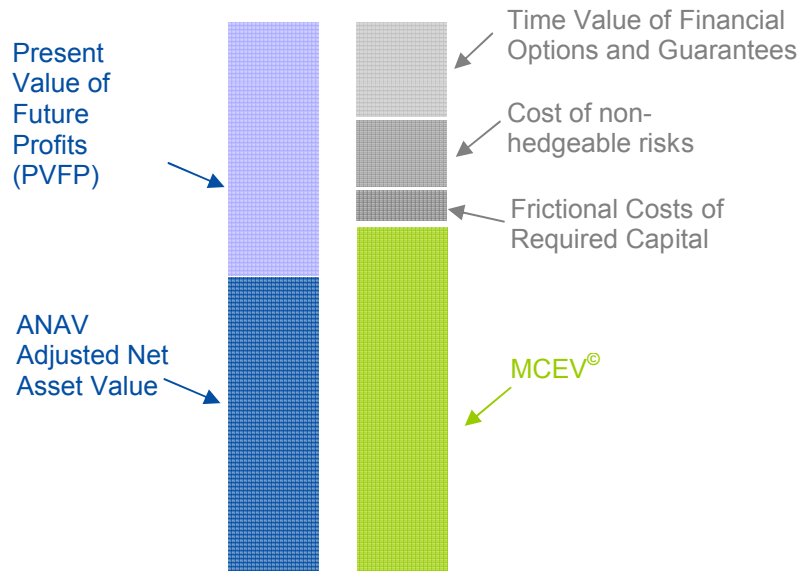 Present
Value of
Future
Profits
(PVFP)
ANAV
Adjusted Net
Asset Value
Time Value of Financial
Options and Guarantees
Cost of non-
hedgeable risks
Frictional Costs of
Required Capital
MCEV©